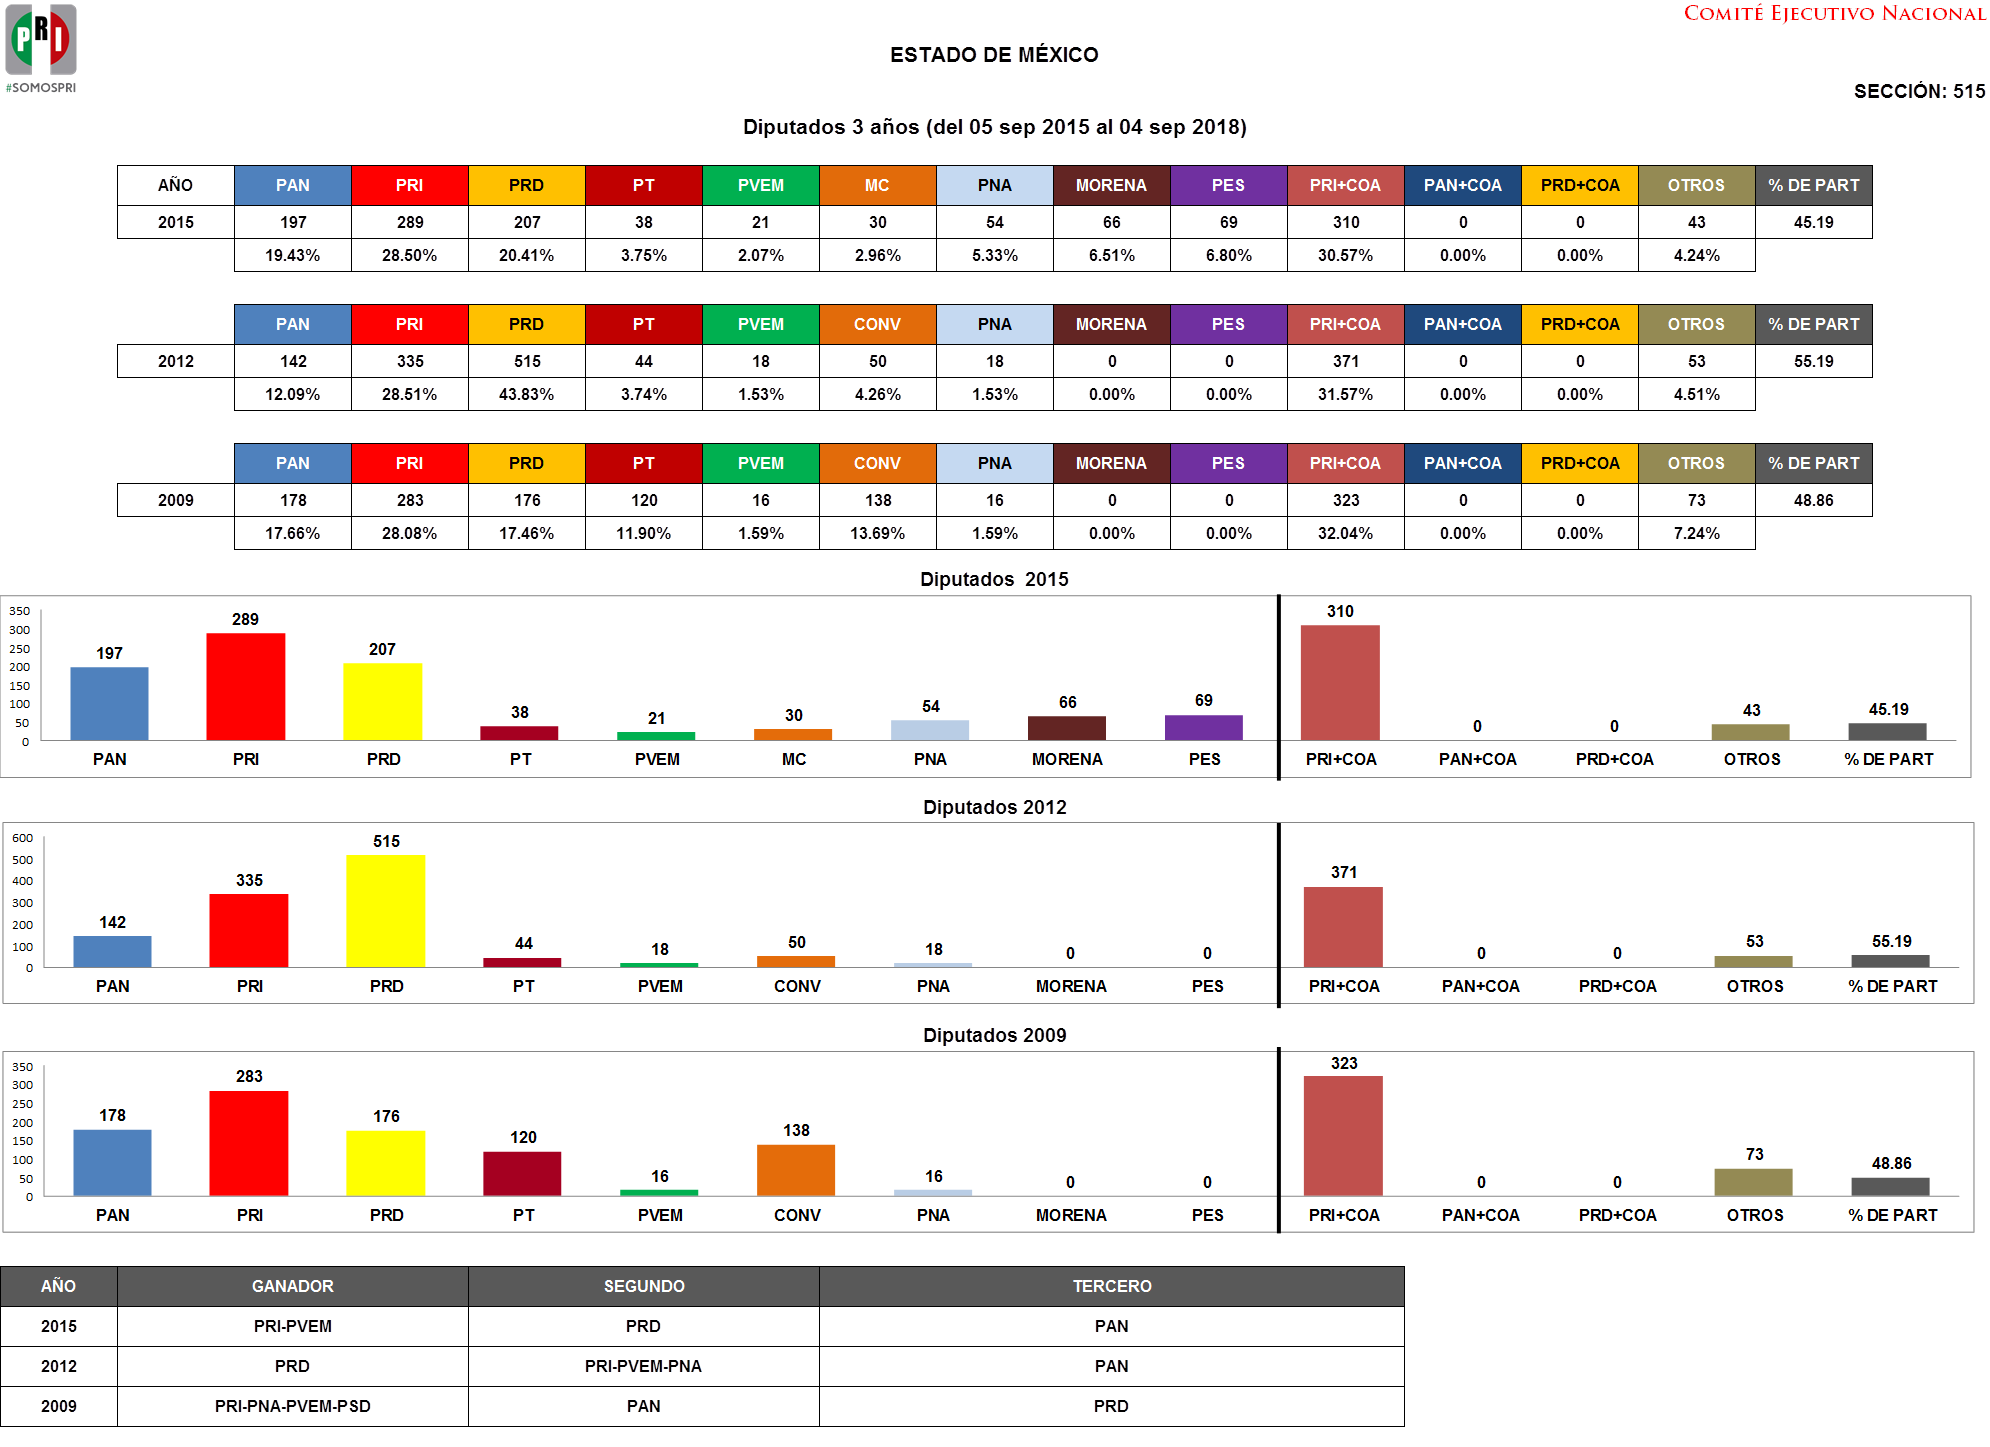 PRI
#SOMOSPRI
COMITÉ EJECUTIVO NACIONAL
ESTADO DE MÉXICO
SECCIÓN: 515
Diputados 3 años (del 05 sep 2015 al 04 sep 2018)
AÑO PAN PRI PRD PT PVEM MC PNA MORENA PES PRI+COA PAN+COA PRD+COA OTROS % DE PART
2015 197 289 207 38 21 30 54 66 69 310 0 0 43 45.19
19.43% 28.50% 20.41% 3.75% 2.07% 2.96% 5.33% 6.51% 6.80% 30.57% 0.00% 0.00% 4.24%
PAN PRI PRD PT PVEM CONV PNA MORENA PES PRI+COA PAN+COA PRD+COA OTROS % DE PART
2012 142 335 515 44 18 50 18 0 0 371 0 0 53 55.19
12.09% 28.51% 43.83% 3.74% 1.53% 4.26% 1.53% 0.00% 0.00% 31.57% 0.00% 0.00% 4.51%
PAN PRI PRD PT PVEM CONV PNA MORENA PES PRI+COA PAN+COA PRD+COA OTROS % DE PART
2009 178 283 176 120 16 138 16 0 0 323 0 0 73 48.86
17.66% 28.08% 17.46% 11.90% 1.59% 13.69% 1.59% 0.00% 0.00% 32.04% 0.00% 0.00% 7.24%
Diputados 2015
350
300
250
200
150
100
50
0
197 289 207 38 21 30 54 66 69 310 0 0 43 45.19
PAN PRI PRD PT PVEM MC PNA MORENA PES PRI+COA PAN+COA PRD+COA OTROS % DE PART
Diputados 2012
600
500
400
300
200
100
0
142 335 515 44 18 50 18 0 0 371 0 0 53 55.19
PAN PRI PRD PT PVEM CONV PNA MORENA PES PRI+COA PAN+COA PRD+COA OTROS % DE PART
Diputados 2009
350
300
250
200
150
100
50
0
178 283 176 120 16 138 16 0 0 323 0 0 73 48.86
PAN PRI PRD PT PVEM CONV PNA MORENA PES PRI+COA PAN+COA PRD+COA OTROS % DE PART
AÑO GANADOR SEGUNDO TERCERO
2015 PRI-PVEM PRD PAN
2012 PRD PRI-PVEM-PNA PAN
2009 PRI-PNA-PVEM-PSD PAN PRD